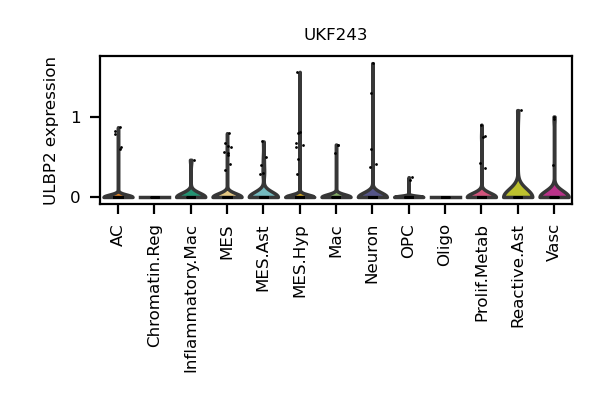 UKF243
ULBP2 expression
1
0
AC
Chromatin.Reg
Inflammatory.Mac
MES
MES.Ast
MES.Hyp
Mac
Neuron
OPC
Oligo
Prolif.Metab
Reactive.Ast
Vasc